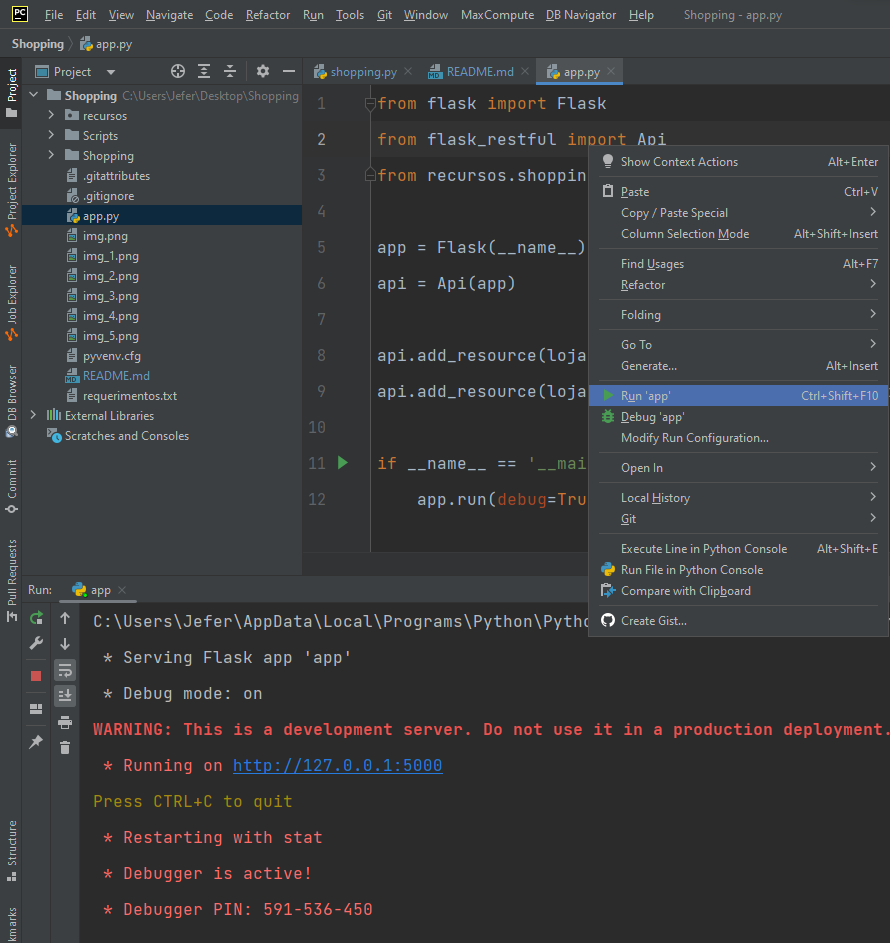 PC File Edit View Navigate Code Refactor Run Tools Git Window MaxCompute DB Navigator Help Shopping - app.py
Shopping app.py
Project
shopping.py
README.md
app.py
Shopping C:\Users\Jefer\Desktop\Shopping
recursos
Scripts
Shopping
.gitattributes
.gitignore
app.py
img.png
img_1.png
img_2.png
img_3.png
img_4.png
img_5.png
pyvenv.cfg
README.md
requerimentos.txt
External Libraries
Scratches and Consoles
Project
Project Explorer
Job Explorer
DB Browser
Commit
Pull Requests
Structure
1 from flask import Flask
2 from flask_restful import Api
3 from recursos.shoppin
4
5 app = Flask(__name__)
6 api = Api(app)
7
8 api.add_resource(loja
9 api.add_resource(loja
10
11 if __name__ == '__mai
12 app.run(debug=Tru
Show Context Actions Alt+Enter
Paste Ctrl+V
Copy / Paste Special
Column Selection Mode Alt+Shift+Insert
Find Usages Alt+F7
Refactor
Folding
Go To
Generate... Alt+Insert
Run 'app' Ctrl+Shift+F10
Debug 'app'
Modify Run Configuration...
Open In
Local History
Git
Execute Line in Python Console Alt+Shift+E
Run File in Python Console
Compare with Clipboard
Create Gist...
Run: app
C:\Users\Jefer\AppData\Local\Programs\Python\Pytho
* Serving Flask app 'app'
* Debug mode: on
WARNING: This is a development server. Do not use it in a production deployment.
* Running on http://127.0.0.1:5000
Press CTRL+C to quit
* Restarting with stat
* Debugger is active!
* Debugger PIN: 591-536-450